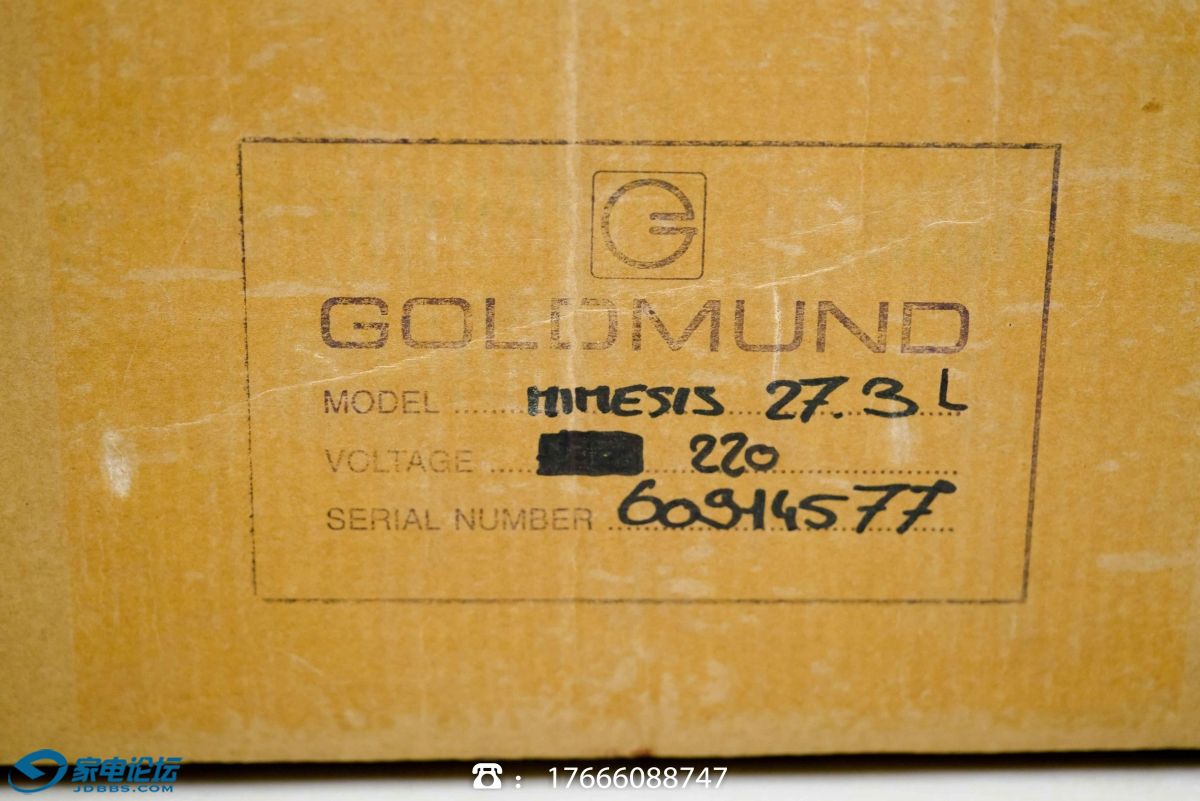 G
GOLDMUND
MODEL ...... MIMESIS 27.3 L
VOLTAGE ...... 220
SERIAL NUMBER ...... 60914577
家电论坛
JDBBS.COM
☎ : 17666088747